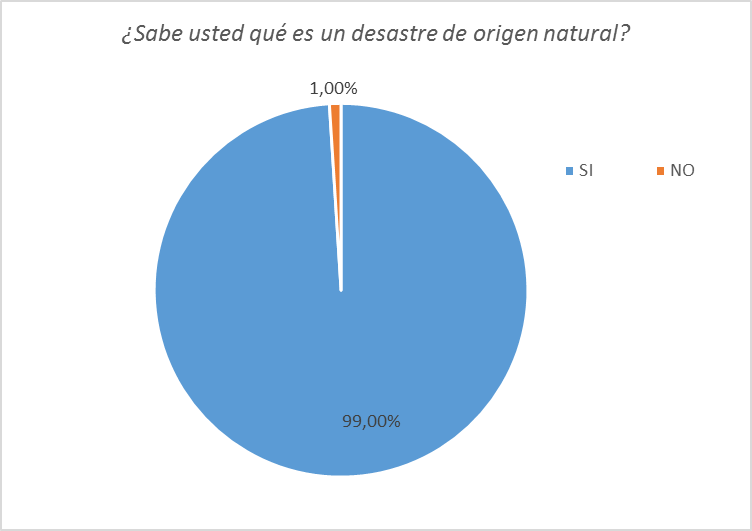 ¿Sabe usted qué es un desastre de origen natural?
1,00%
SI NO
99,00%